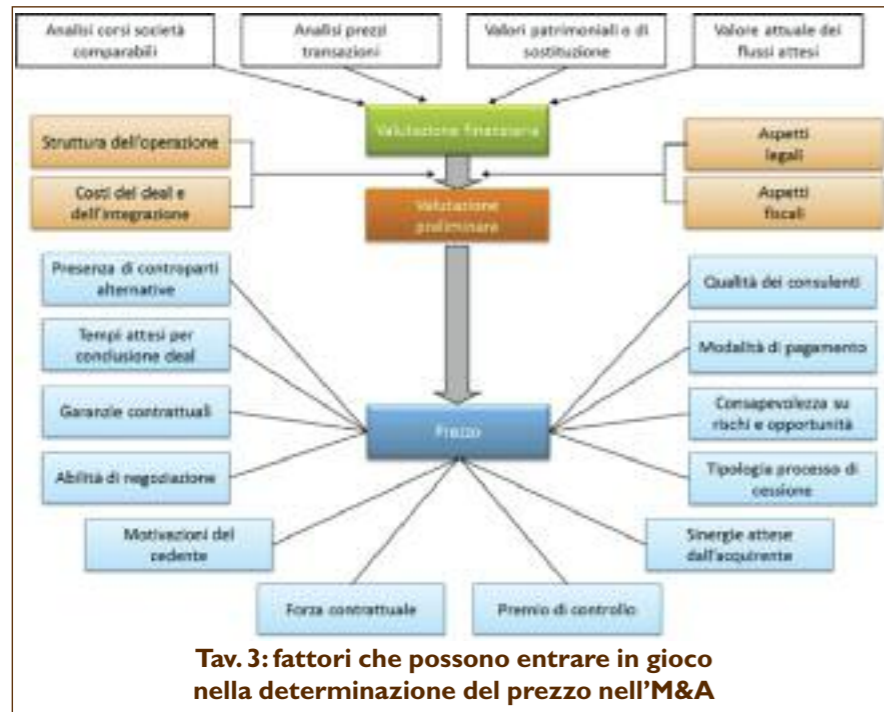 Analisi corsi società
comparabili
Analisi prezzi
transazioni
Valori patrimoniali o di
sostituzione
Valore attuale dei
flussi attesi
Valutazione finanziaria
Struttura dell'operazione
Aspetti
legali
Costi del deal e
dell'integrazione
Valutazione
preliminare
Aspetti
fiscali
Presenza di controparti
alternative
Qualità dei consulenti
Tempi attesi per
conclusione deal
Modalità di pagamento
Garanzie contrattuali
Consapevolezza su
rischi e opportunità
Prezzo
Abilità di negoziazione
Tipologia processo di
cessione
Motivazioni del
cedente
Sinergie attese
dall'acquirente
Forza contrattuale
Premio di controllo
Tav. 3: fattori che possono entrare in gioco
nella determinazione del prezzo nell'M&A